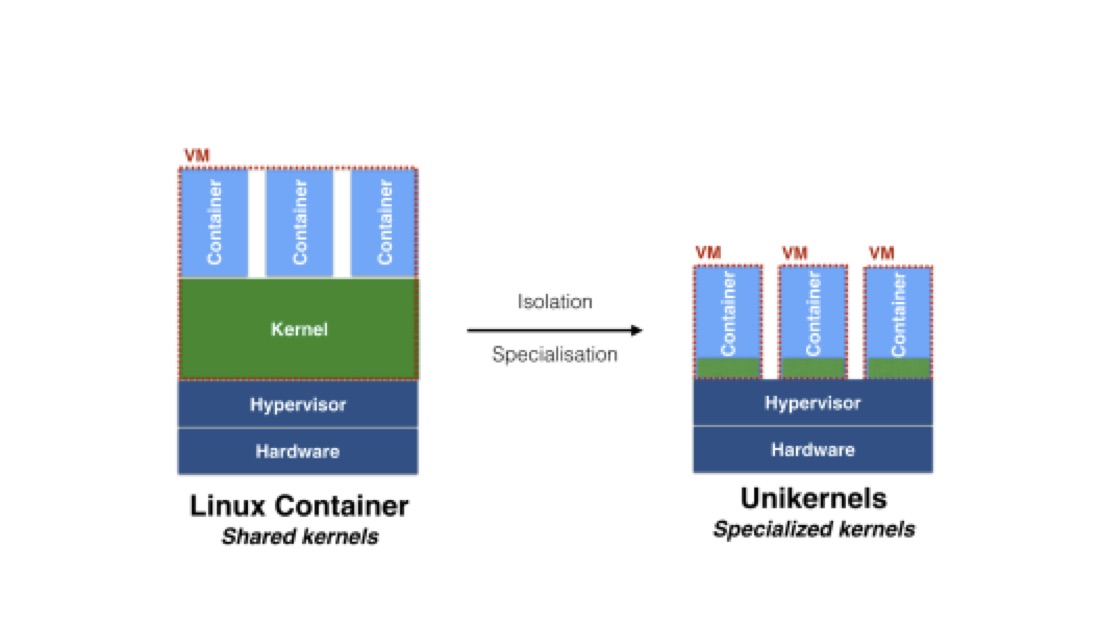 VM
Container
Container
Container
Kernel
Hypervisor
Hardware
Linux Container
Shared kernels
Isolation
Specialisation
VM
VM
VM
Container
Container
Container
Hypervisor
Hardware
Unikernels
Specialized kernels